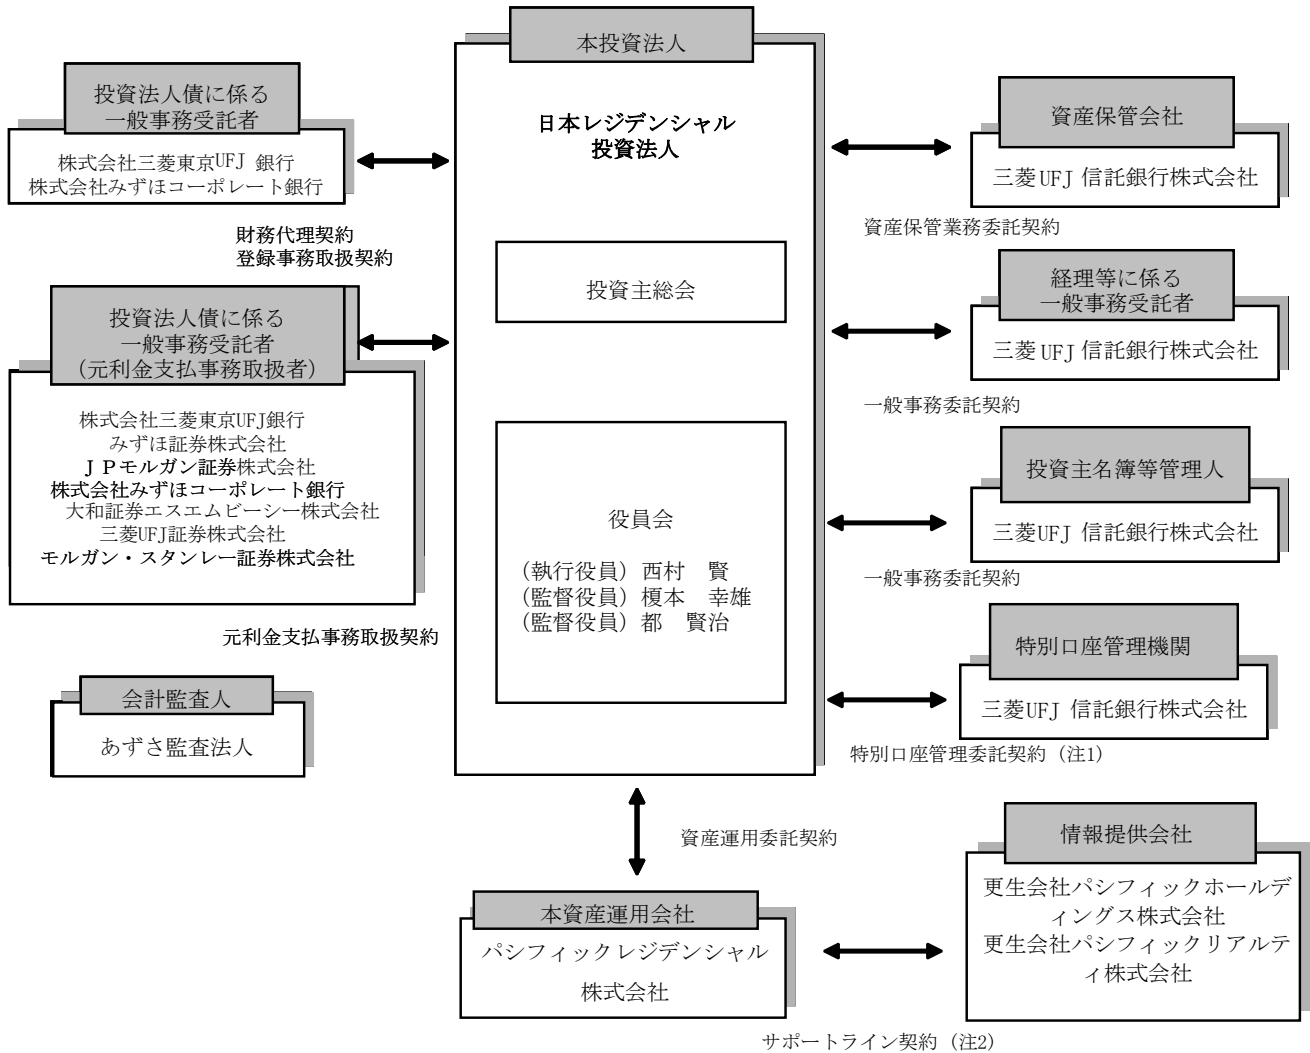 本投資法人
日本レジデンシャル
投資法人
投資主総会
役員会
（執行役員）西村　賢
（監督役員）榎本　幸雄
（監督役員）都　賢治
投資法人債に係る
一般事務受託者
株式会社三菱東京UFJ 銀行
株式会社みずほコーポレート銀行
財務代理契約
登録事務取扱契約
投資法人債に係る
一般事務受託者
（元利金支払事務取扱者）
株式会社三菱東京UFJ銀行
みずほ証券株式会社
ＪＰモルガン証券株式会社
株式会社みずほコーポレート銀行
大和証券エスエムビーシー株式会社
三菱UFJ証券株式会社
モルガン・スタンレー証券株式会社
元利金支払事務取扱契約
会計監査人
あずさ監査法人
資産保管会社
三菱UFJ 信託銀行株式会社
資産保管業務委託契約
経理等に係る
一般事務受託者
三菱UFJ 信託銀行株式会社
一般事務委託契約
投資主名簿等管理人
三菱UFJ 信託銀行株式会社
一般事務委託契約
特別口座管理機関
三菱UFJ 信託銀行株式会社
特別口座管理委託契約（注1）
資産運用委託契約
本資産運用会社
パシフィックレジデンシャル
株式会社
情報提供会社
更生会社パシフィックホールデ
ィングス株式会社
更生会社パシフィックリアルテ
ィ株式会社
サポートライン契約（注2）